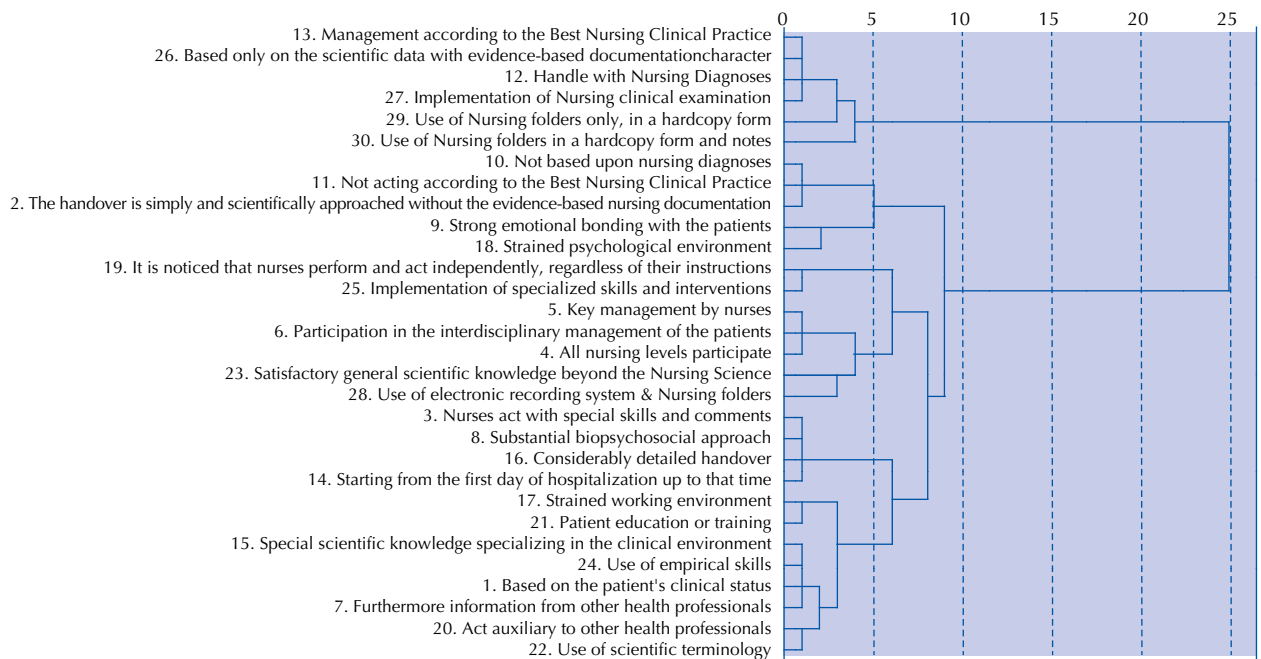 0 5 10 15 20 25
13. Management according to the Best Nursing Clinical Practice
26. Based only on the scientific data with evidence-based documentationcharacter
12. Handle with Nursing Diagnoses
27. Implementation of Nursing clinical examination
29. Use of Nursing folders only, in a hardcopy form
30. Use of Nursing folders in a hardcopy form and notes
10. Not based upon nursing diagnoses
11. Not acting according to the Best Nursing Clinical Practice
2. The handover is simply and scientifically approached without the evidence-based nursing documentation
9. Strong emotional bonding with the patients
18. Strained psychological environment
19. It is noticed that nurses perform and act independently, regardless of their instructions
25. Implementation of specialized skills and interventions
5. Key management by nurses
6. Participation in the interdisciplinary management of the patients
4. All nursing levels participate
23. Satisfactory general scientific knowledge beyond the Nursing Science
28. Use of electronic recording system & Nursing folders
3. Nurses act with special skills and comments
8. Substantial biopsychosocial approach
16. Considerably detailed handover
14. Starting from the first day of hospitalization up to that time
17. Strained working environment
21. Patient education or training
15. Special scientific knowledge specializing in the clinical environment
24. Use of empirical skills
1. Based on the patient's clinical status
7. Furthermore information from other health professionals
20. Act auxiliary to other health professionals
22. Use of scientific terminology